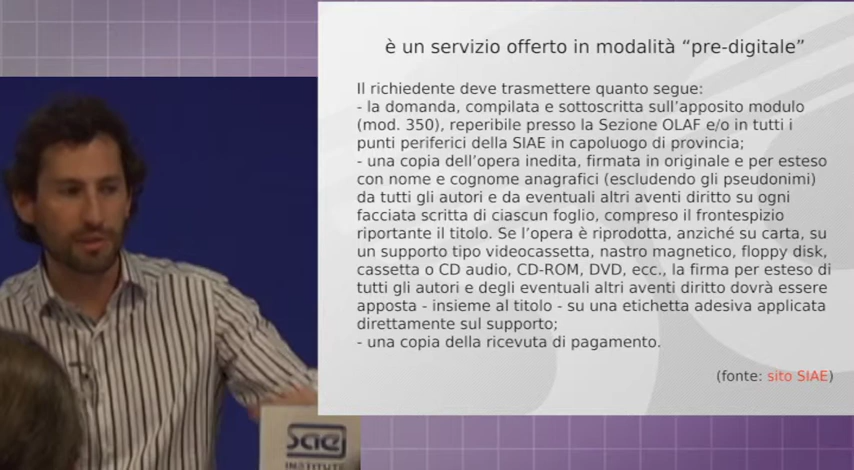 è un servizio offerto in modalità “pre-digitale”
Il richiedente deve trasmettere quanto segue:
- la domanda, compilata e sottoscritta sull’apposito modulo
(mod. 350), reperibile presso la Sezione OLAF e/o in tutti i
punti periferici della SIAE in capoluogo di provincia;
- una copia dell’opera inedita, firmata in originale e per esteso
con nome e cognome anagrafici (escludendo gli pseudonimi)
da tutti gli autori e da eventuali altri aventi diritto su ogni
facciata scritta di ciascun foglio, compreso il frontespizio
riportante il titolo. Se l’opera è riprodotta, anziché su carta, su
un supporto tipo videocassetta, nastro magnetico, floppy disk,
cassetta o CD audio, CD-ROM, DVD, ecc., la firma per esteso di
tutti gli autori e degli eventuali altri aventi diritto dovrà essere
apposta - insieme al titolo - su una etichetta adesiva applicata
direttamente sul supporto;
- una copia della ricevuta di pagamento.
(fonte: sito SIAE)
sae
INSTITUTE